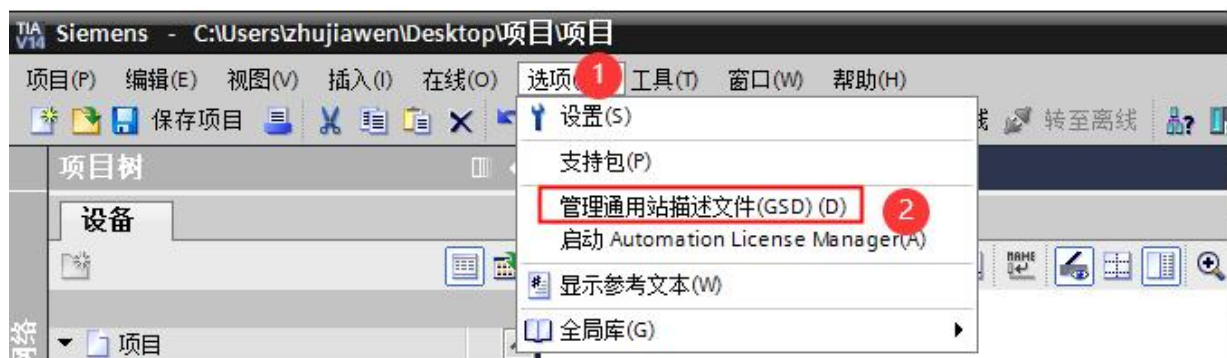 TIA V14 Siemens - C:\Users\zhujiawen\Desktop\项目\项目
项目(P) 编辑(E) 视图(V) 插入(I) 在线(O) 选项( 1 工具(T) 窗口(W) 帮助(H)
保存项目 转至离线
设置(S)
项目树
支持包(P)
管理通用站描述文件(GSD) (D) 2
设备
启动 Automation License Manager(A)
NAME
显示参考文本(W)
全局库(G)
项目